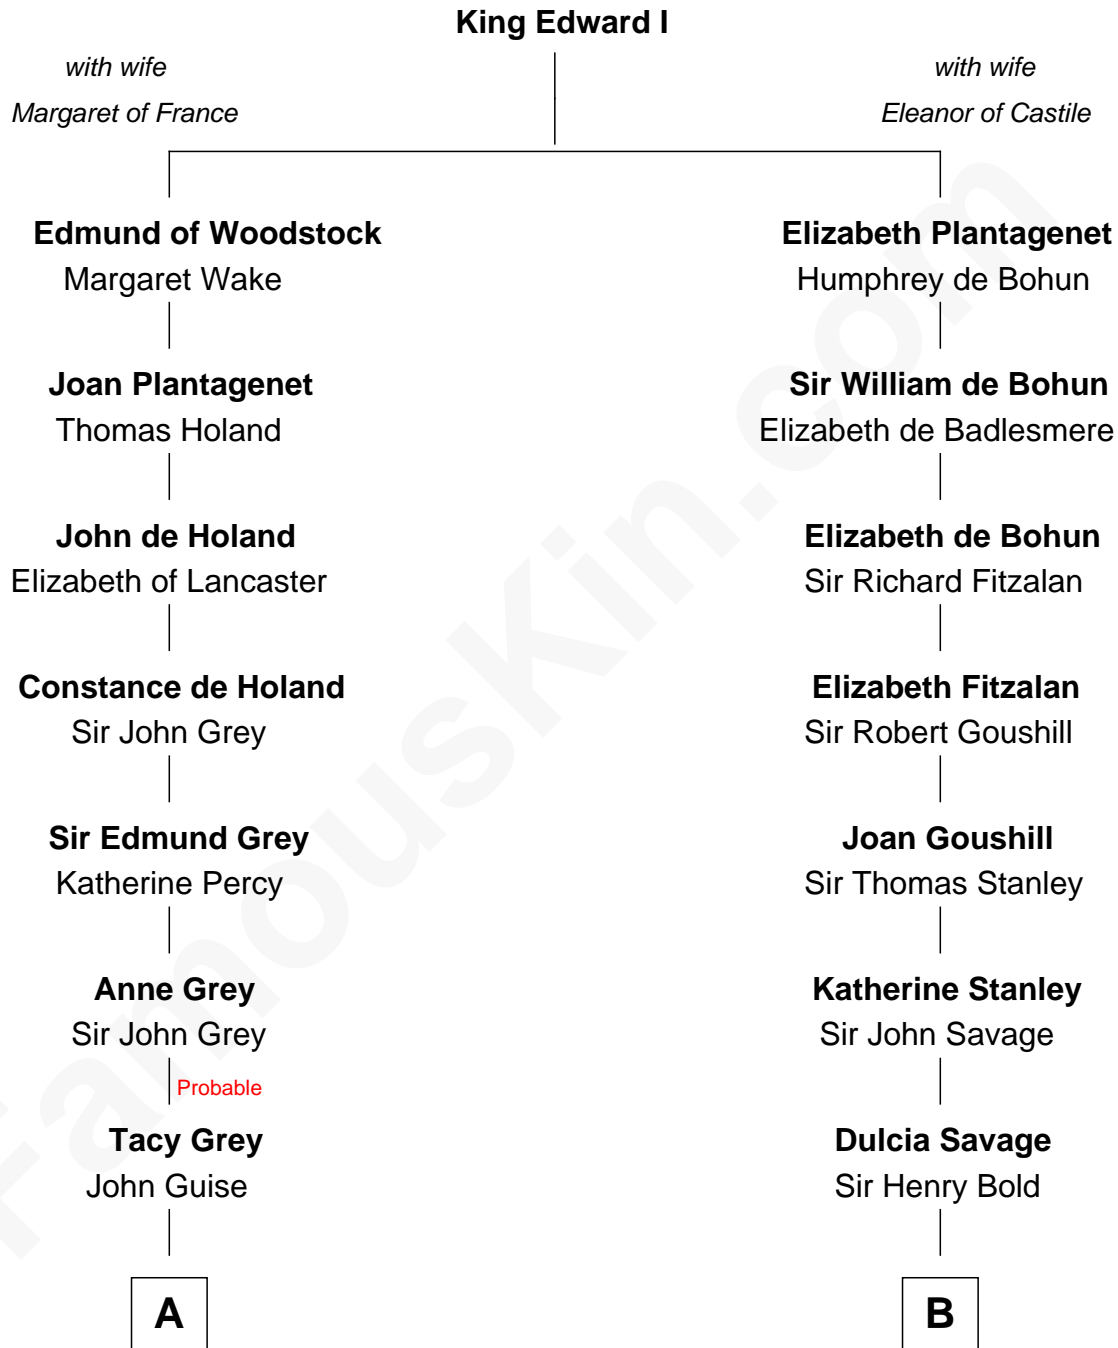 King Edward I
with wife
Margaret of France
with wife
Eleanor of Castile
Edmund of Woodstock
Margaret Wake
Elizabeth Plantagenet
Humphrey de Bohun
Joan Plantagenet
Thomas Holand
Sir William de Bohun
Elizabeth de Badlesmere
John de Holand
Elizabeth of Lancaster
Elizabeth de Bohun
Sir Richard Fitzalan
Constance de Holand
Sir John Grey
Elizabeth Fitzalan
Sir Robert Goushill
Sir Edmund Grey
Katherine Percy
Joan Goushill
Sir Thomas Stanley
Anne Grey
Sir John Grey
Katherine Stanley
Sir John Savage
Probable
Tacy Grey
John Guise
Dulcia Savage
Sir Henry Bold
A
B
FamousKin.com